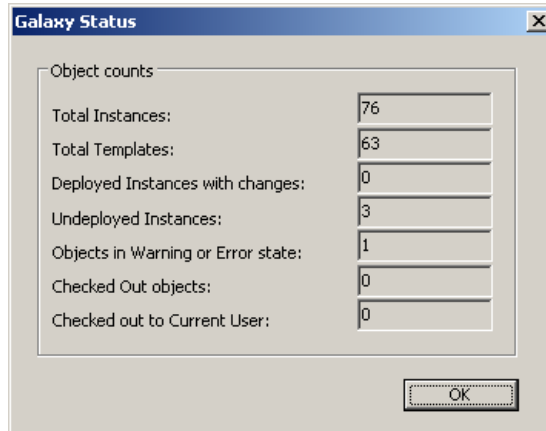 Galaxy Status
Object counts
Total Instances: 76
Total Templates: 63
Deployed Instances with changes: 0
Undeployed Instances: 3
Objects in Warning or Error state: 1
Checked Out objects: 0
Checked out to Current User: 0
OK